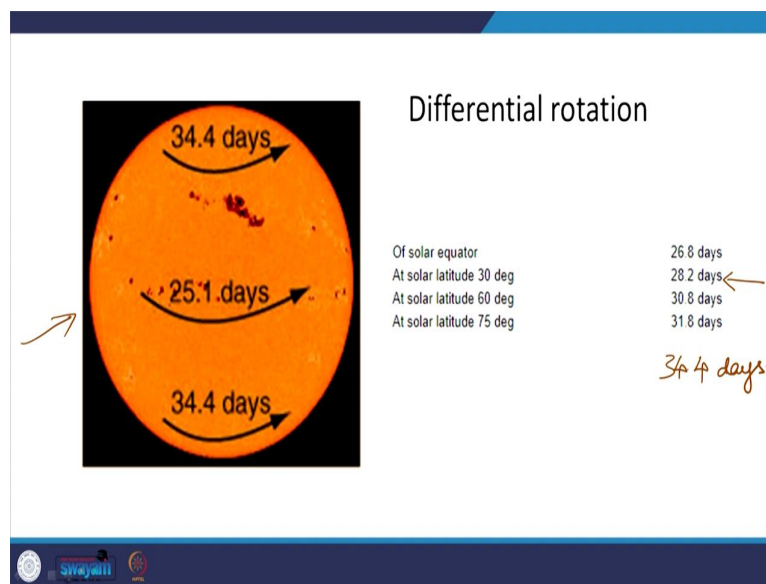 Differential rotation
34.4 days
25.1 days
34.4 days
Of solar equator 26.8 days
At solar latitude 30 deg 28.2 days
At solar latitude 60 deg 30.8 days
At solar latitude 75 deg 31.8 days
34.4 days
swayam